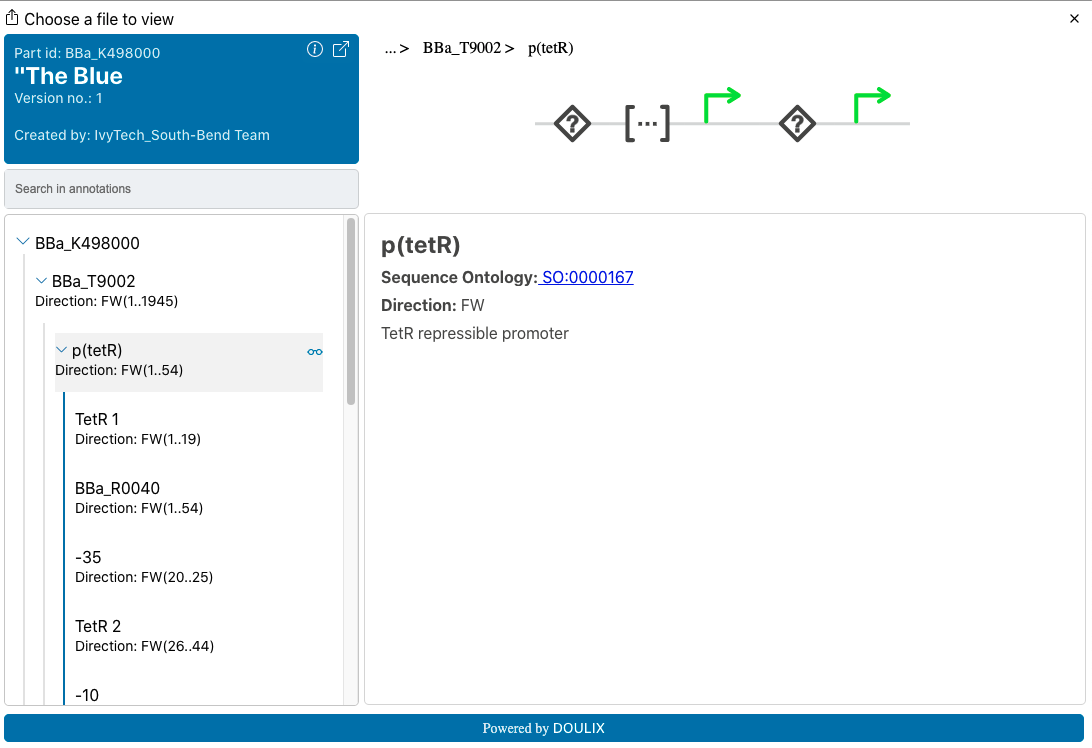 Choose a file to view
×
Part id: BBa_K498000
"The Blue
Version no.: 1
Created by: IvyTech_South-Bend Team
... > BBa_T9002 > p(tetR)
? [...] ?
Search in annotations
BBa_K498000
BBa_T9002
Direction: FW(1..1945)
p(tetR)
Direction: FW(1..54)
TetR 1
Direction: FW(1..19)
BBa_R0040
Direction: FW(1..54)
-35
Direction: FW(20..25)
TetR 2
Direction: FW(26..44)
-10
p(tetR)
Sequence Ontology: SO:0000167
Direction: FW
TetR repressible promoter
Powered by DOULIX